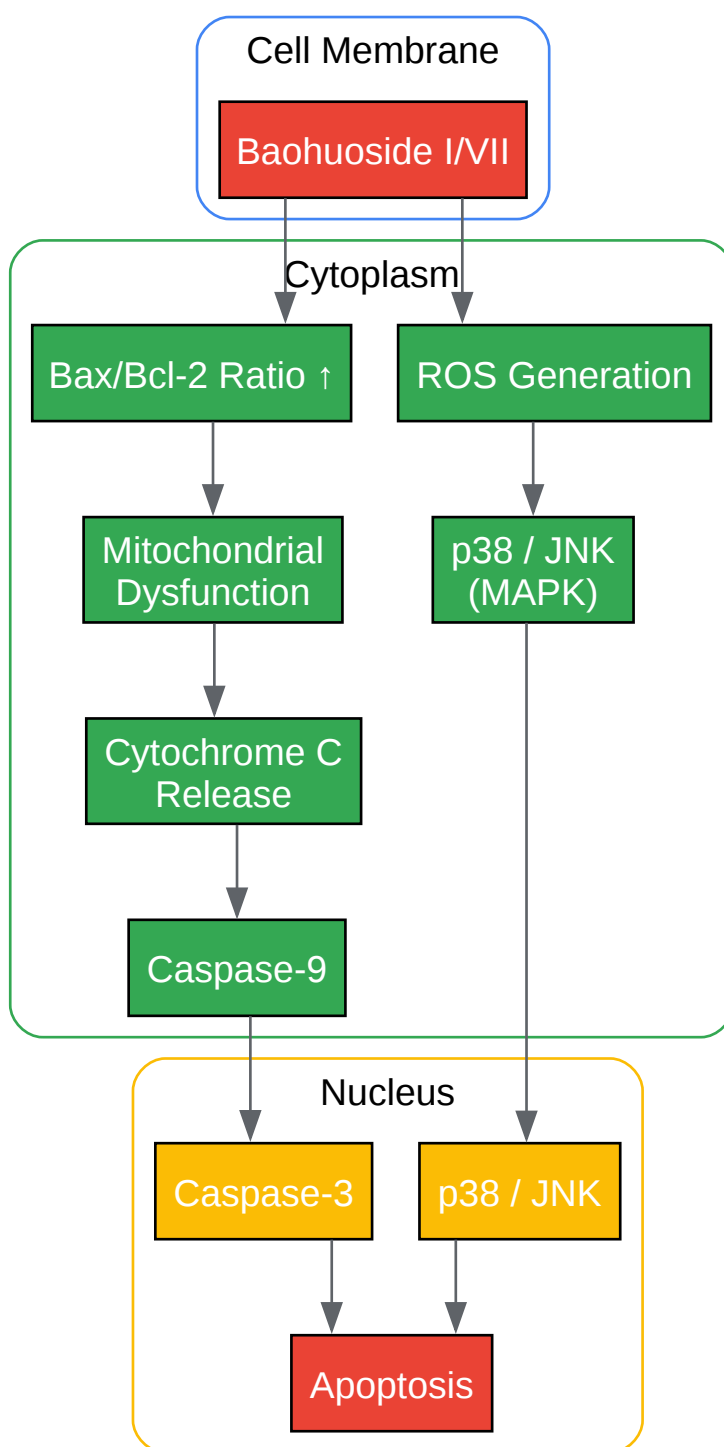 Cell Membrane
Baohuoside I/VII
Cytoplasm
Bax/Bcl-2 Ratio ↑
ROS Generation
Mitochondrial
Dysfunction
p38 / JNK
(MAPK)
Cytochrome C
Release
Caspase-9
Nucleus
Caspase-3
p38 / JNK
Apoptosis